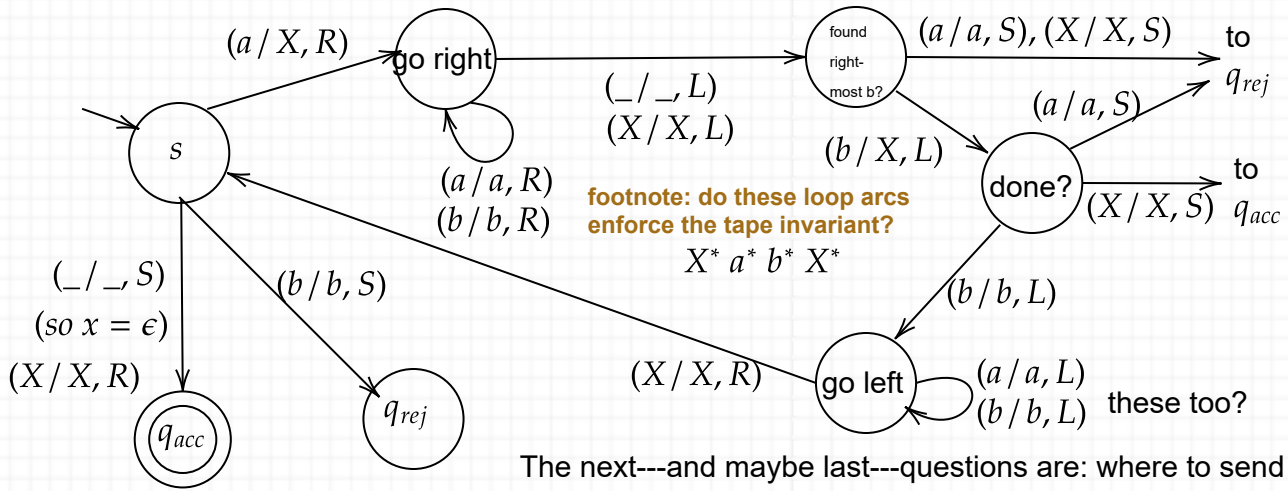 (a / X, R)
go right
(_ / _, L)
(X / X, L)
found
right-
most b?
(a / a, S), (X / X, S)
to
q_rej
(a / a, S)
s
(a / a, R)
(b / b, R)
(b / X, L)
done?
to
q_acc
(X / X, S)
footnote: do these loop arcs
enforce the tape invariant?
X* a* b* X*
(_ / _, S)
(so x = ϵ)
(X / X, R)
(b / b, S)
(b / b, L)
(X / X, R)
go left
(a / a, L)
(b / b, L)
these too?
q_acc
q_rej
The next---and maybe last---questions are: where to send